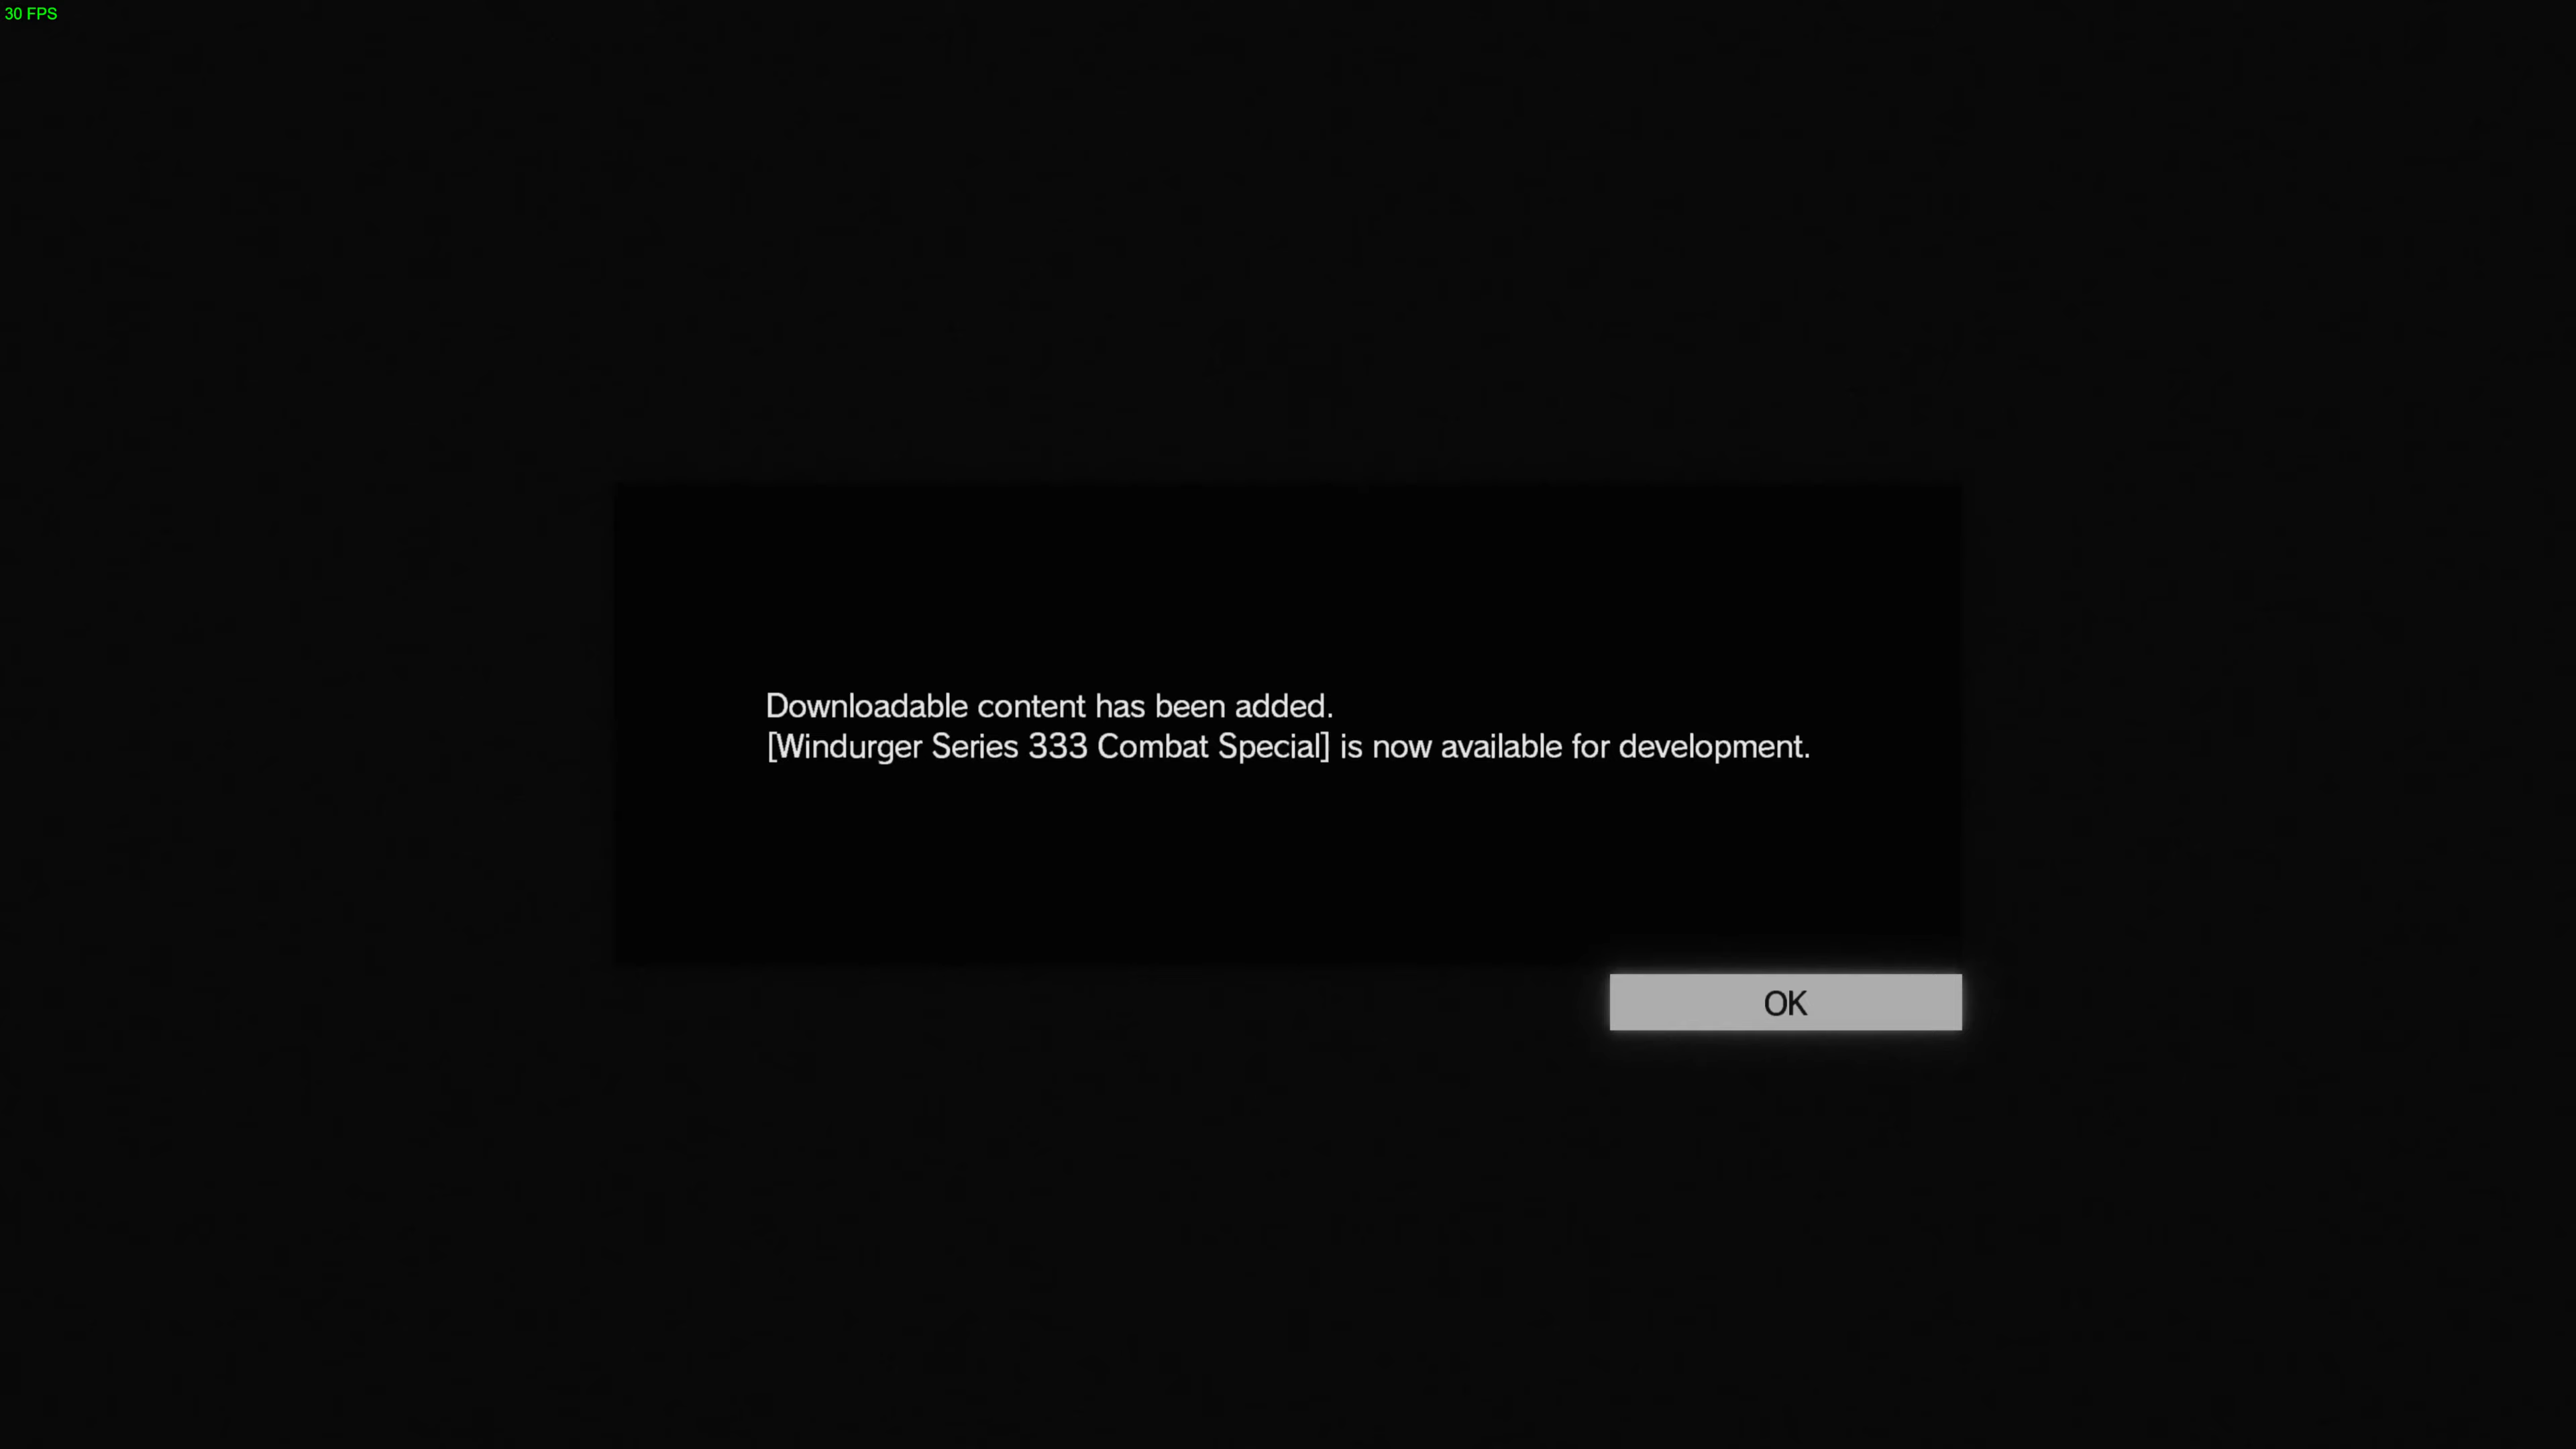 30 FPS
Downloadable content has been added.
[Windurger Series 333 Combat Special] is now available for development.
OK